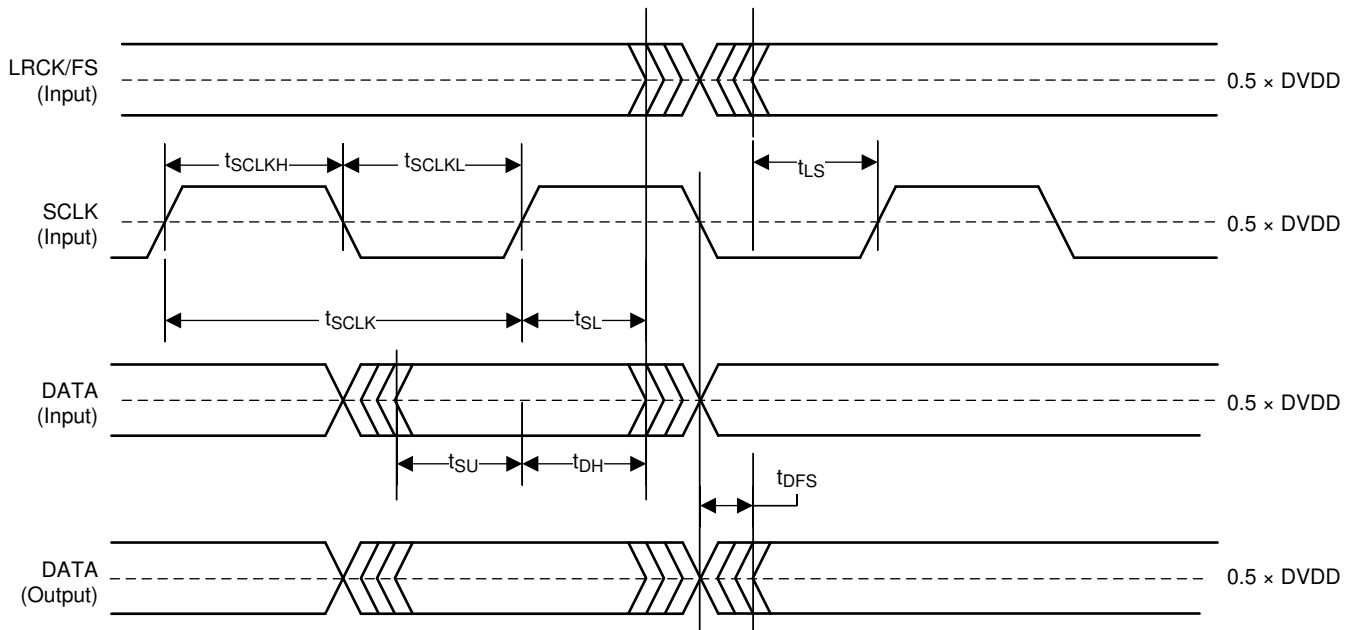 LRCK/FS
(Input)
0.5 × DVDD
tSCLKH
tSCLKL
tLS
SCLK
(Input)
0.5 × DVDD
tSCLK
tSL
DATA
(Input)
0.5 × DVDD
tSU
tDH
tDFS
DATA
(Output)
0.5 × DVDD